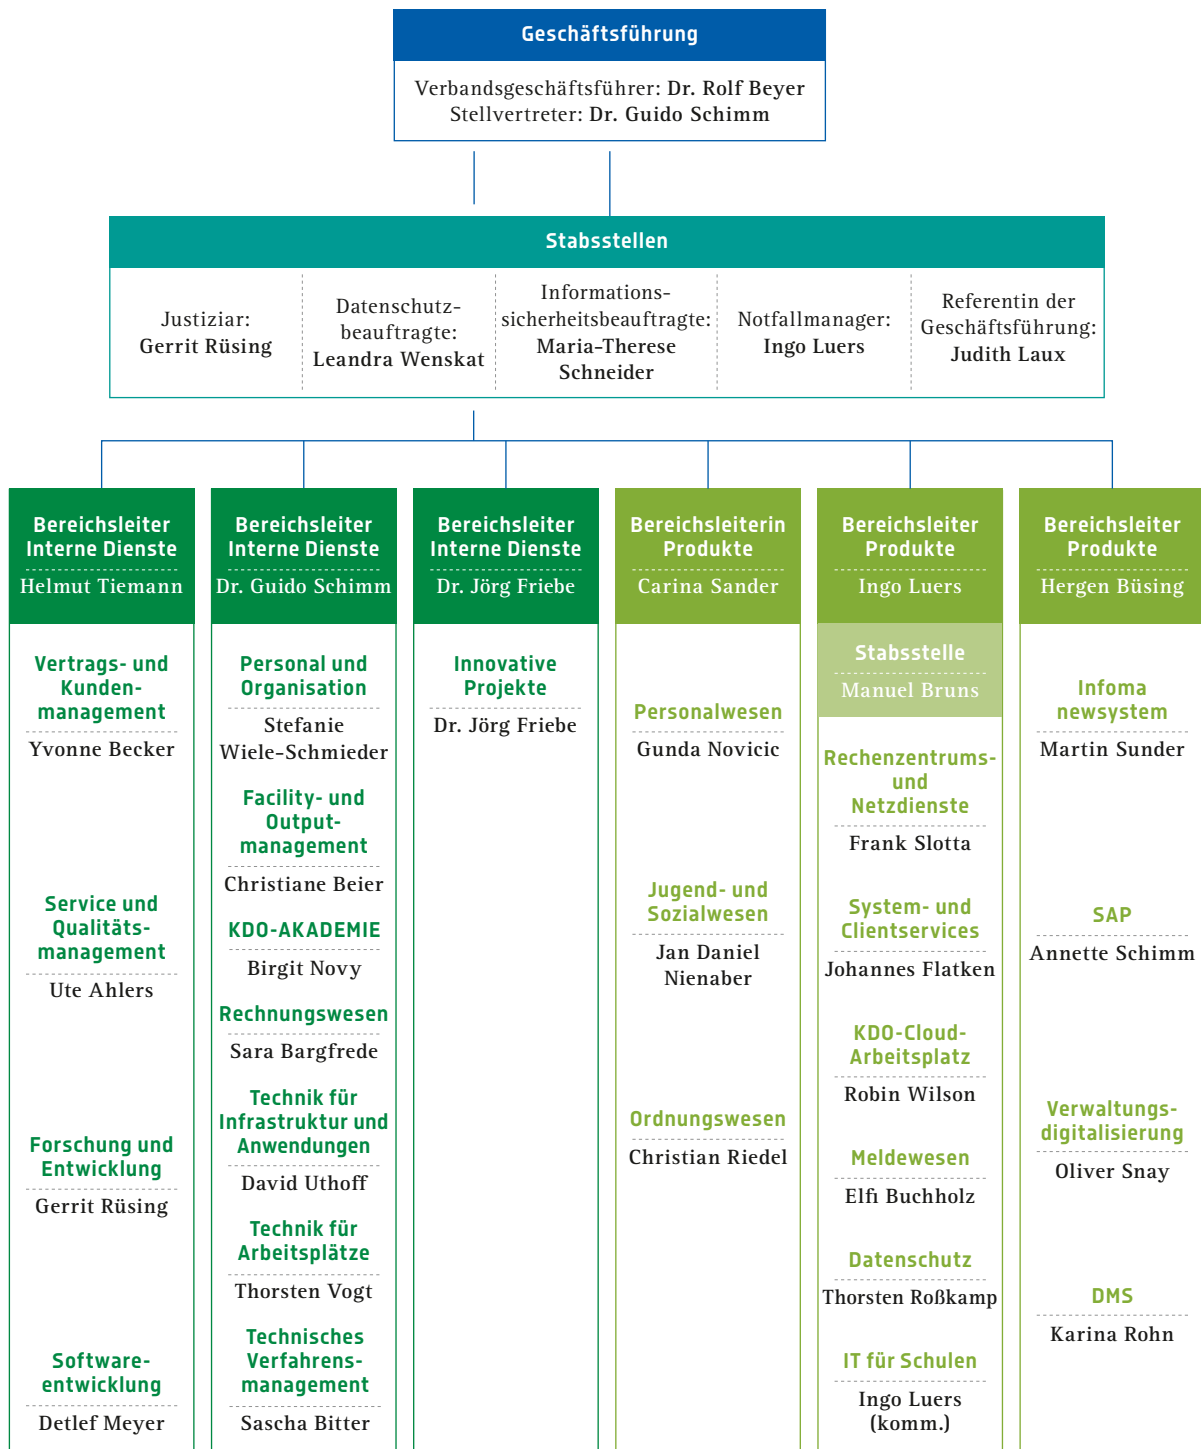 Geschäftsführung
Verbandsgeschäftsführer: Dr. Rolf Beyer
Stellvertreter: Dr. Guido Schimm
Stabsstellen
Justiziar:
Gerrit Rüsing
Datenschutz-
beauftragte:
Leandra Wenskat
Informations-
sicherheitsbeauftragte:
Maria-Therese
Schneider
Notfallmanager:
Ingo Luers
Referentin der
Geschäftsführung:
Judith Laux
Bereichsleiter
Interne Dienste
Helmut Tiemann
Vertrags- und
Kunden-
management
Yvonne Becker
Service und
Qualitäts-
management
Ute Ahlers
Forschung und
Entwicklung
Gerrit Rüsing
Software-
entwicklung
Detlef Meyer
Bereichsleiter
Interne Dienste
Dr. Guido Schimm
Personal und
Organisation
Stefanie
Wiele-Schmieder
Facility- und
Output-
management
Christiane Beier
KDO-AKADEMIE
Birgit Novy
Rechnungswesen
Sara Bargfrede
Technik für
Infrastruktur und
Anwendungen
David Uthoff
Technik für
Arbeitsplätze
Thorsten Vogt
Technisches
Verfahrens-
management
Sascha Bitter
Bereichsleiter
Interne Dienste
Dr. Jörg Friebe
Innovative
Projekte
Dr. Jörg Friebe
Bereichsleiterin
Produkte
Carina Sander
Personalwesen
Gunda Novicic
Jugend- und
Sozialwesen
Jan Daniel
Nienaber
Ordnungswesen
Christian Riedel
Bereichsleiter
Produkte
Ingo Luers
Stabsstelle
Manuel Bruns
Rechenzentrums-
und
Netzdienste
Frank Slotta
System- und
Clientservices
Johannes Flatken
KDO-Cloud-
Arbeitsplatz
Robin Wilson
Meldewesen
Elfi Buchholz
Datenschutz
Thorsten Roßkamp
IT für Schulen
Ingo Luers
(komm.)
Bereichsleiter
Produkte
Hergen Büsing
Infoma
newsystem
Martin Sunder
SAP
Annette Schimm
Verwaltungs-
digitalisierung
Oliver Snay
DMS
Karina Rohn